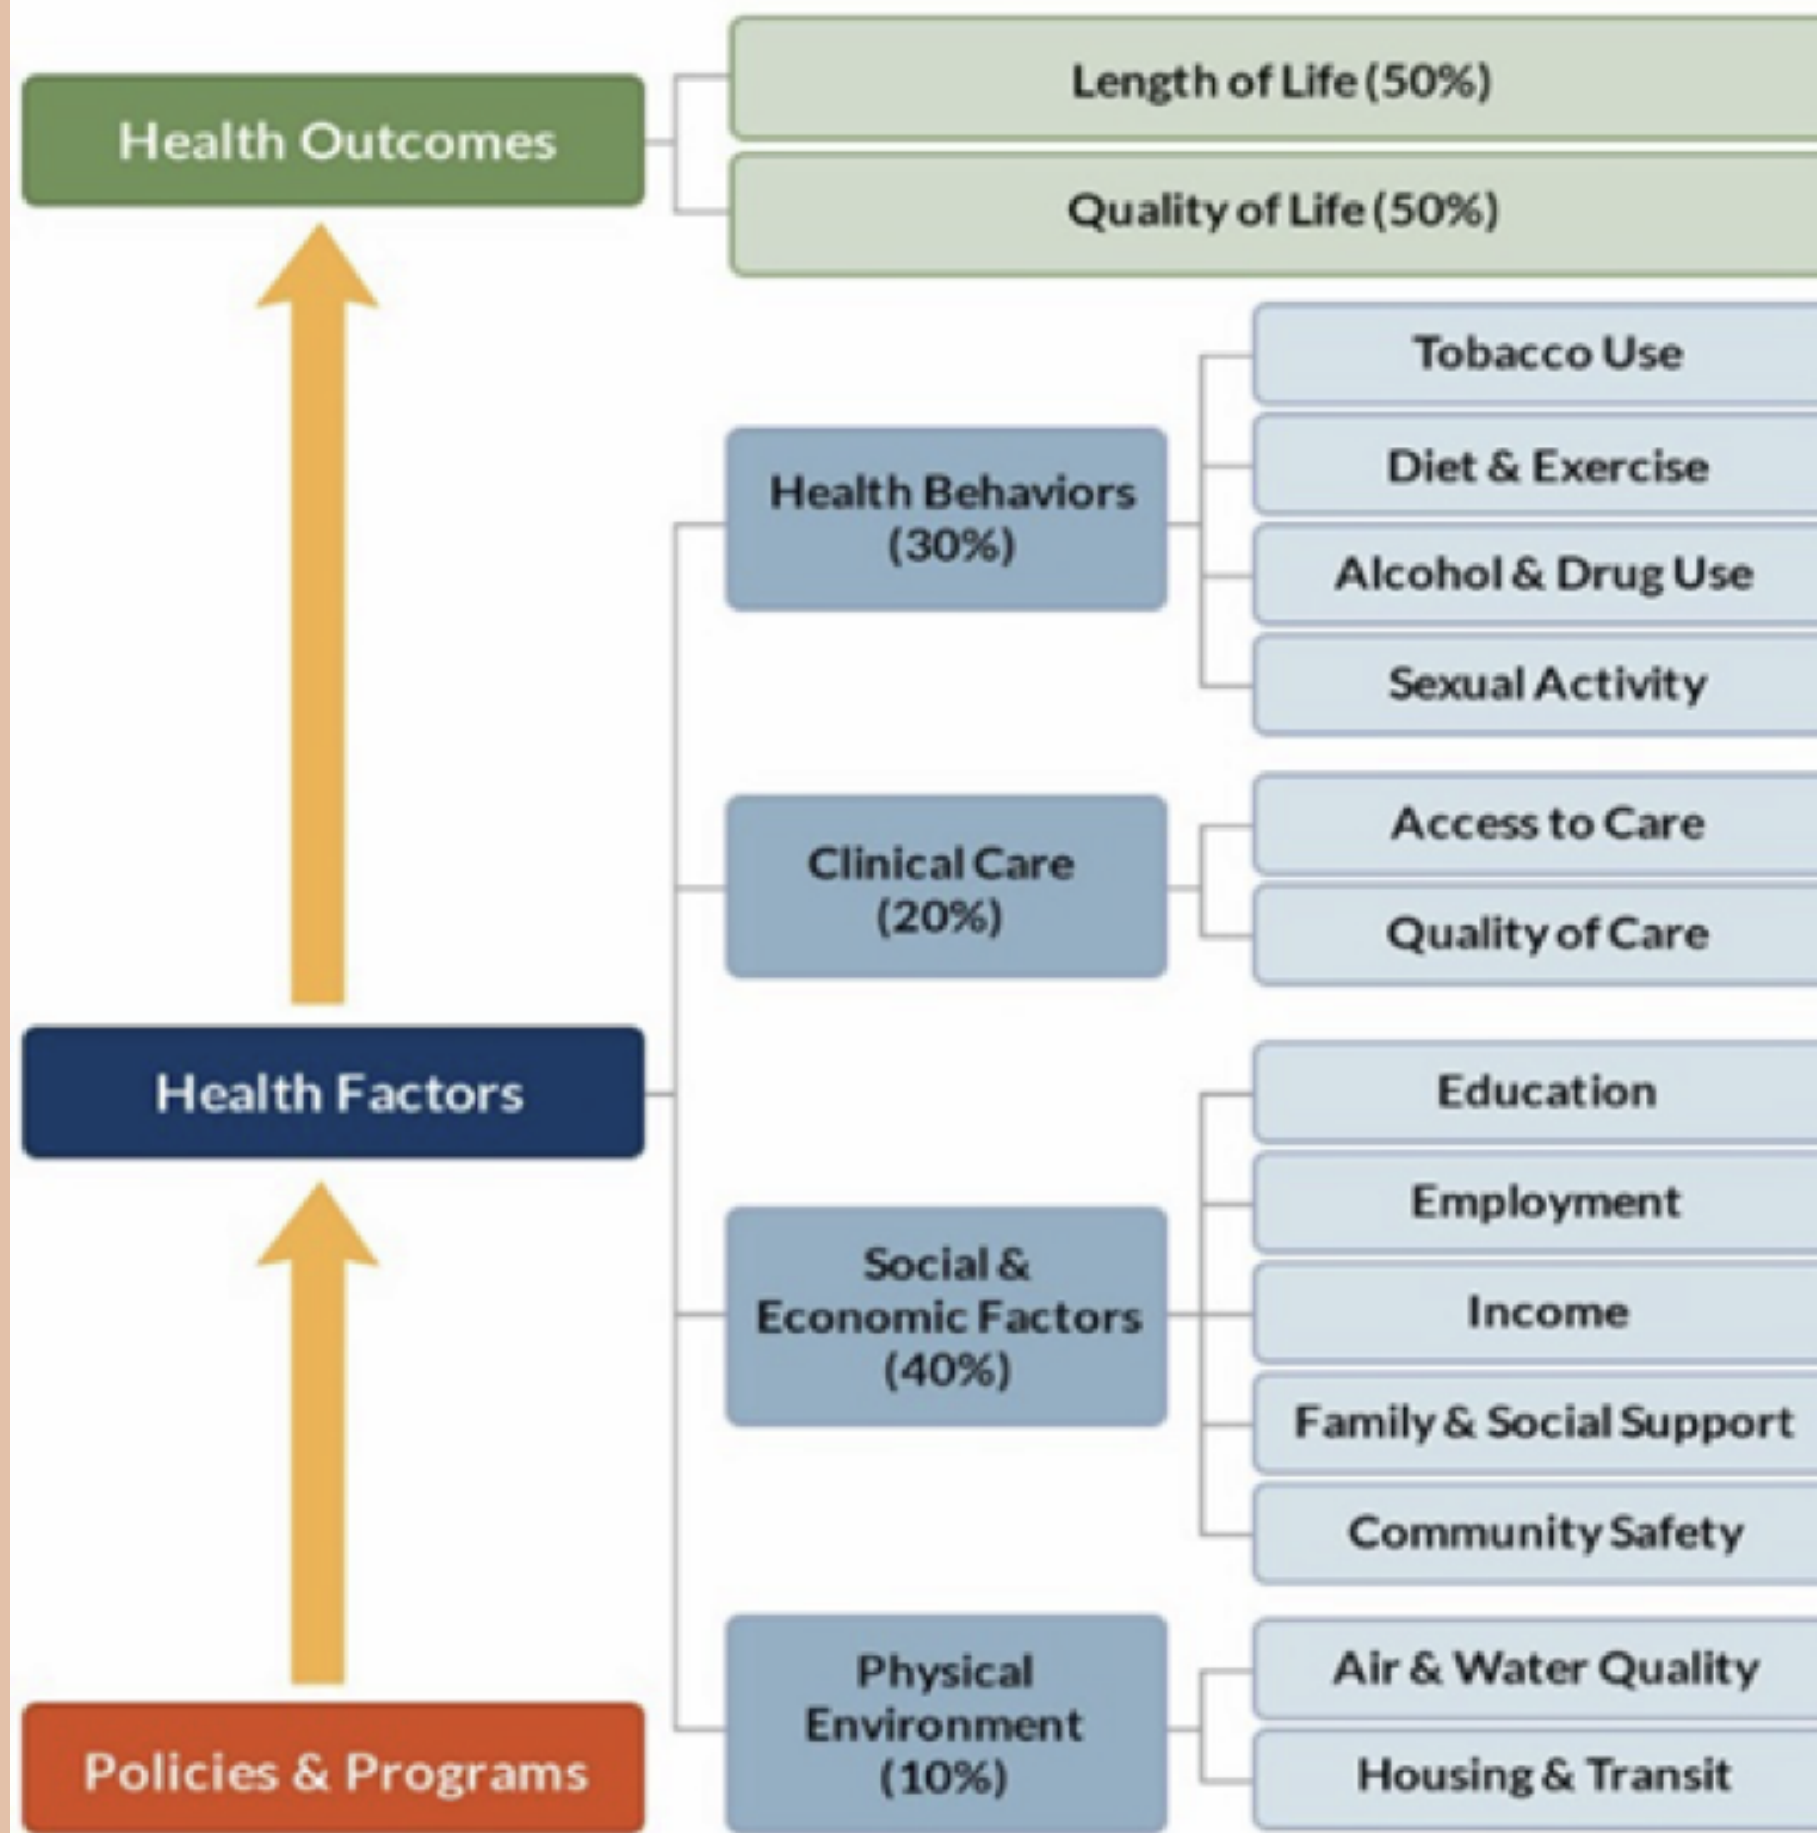 Health Outcomes
Length of Life (50%)
Quality of Life (50%)
Health Factors
Health Behaviors
(30%)
Tobacco Use
Diet & Exercise
Alcohol & Drug Use
Sexual Activity
Clinical Care
(20%)
Access to Care
Quality of Care
Social &
Economic Factors
(40%)
Education
Employment
Income
Family & Social Support
Community Safety
Physical
Environment
(10%)
Air & Water Quality
Housing & Transit
Policies & Programs